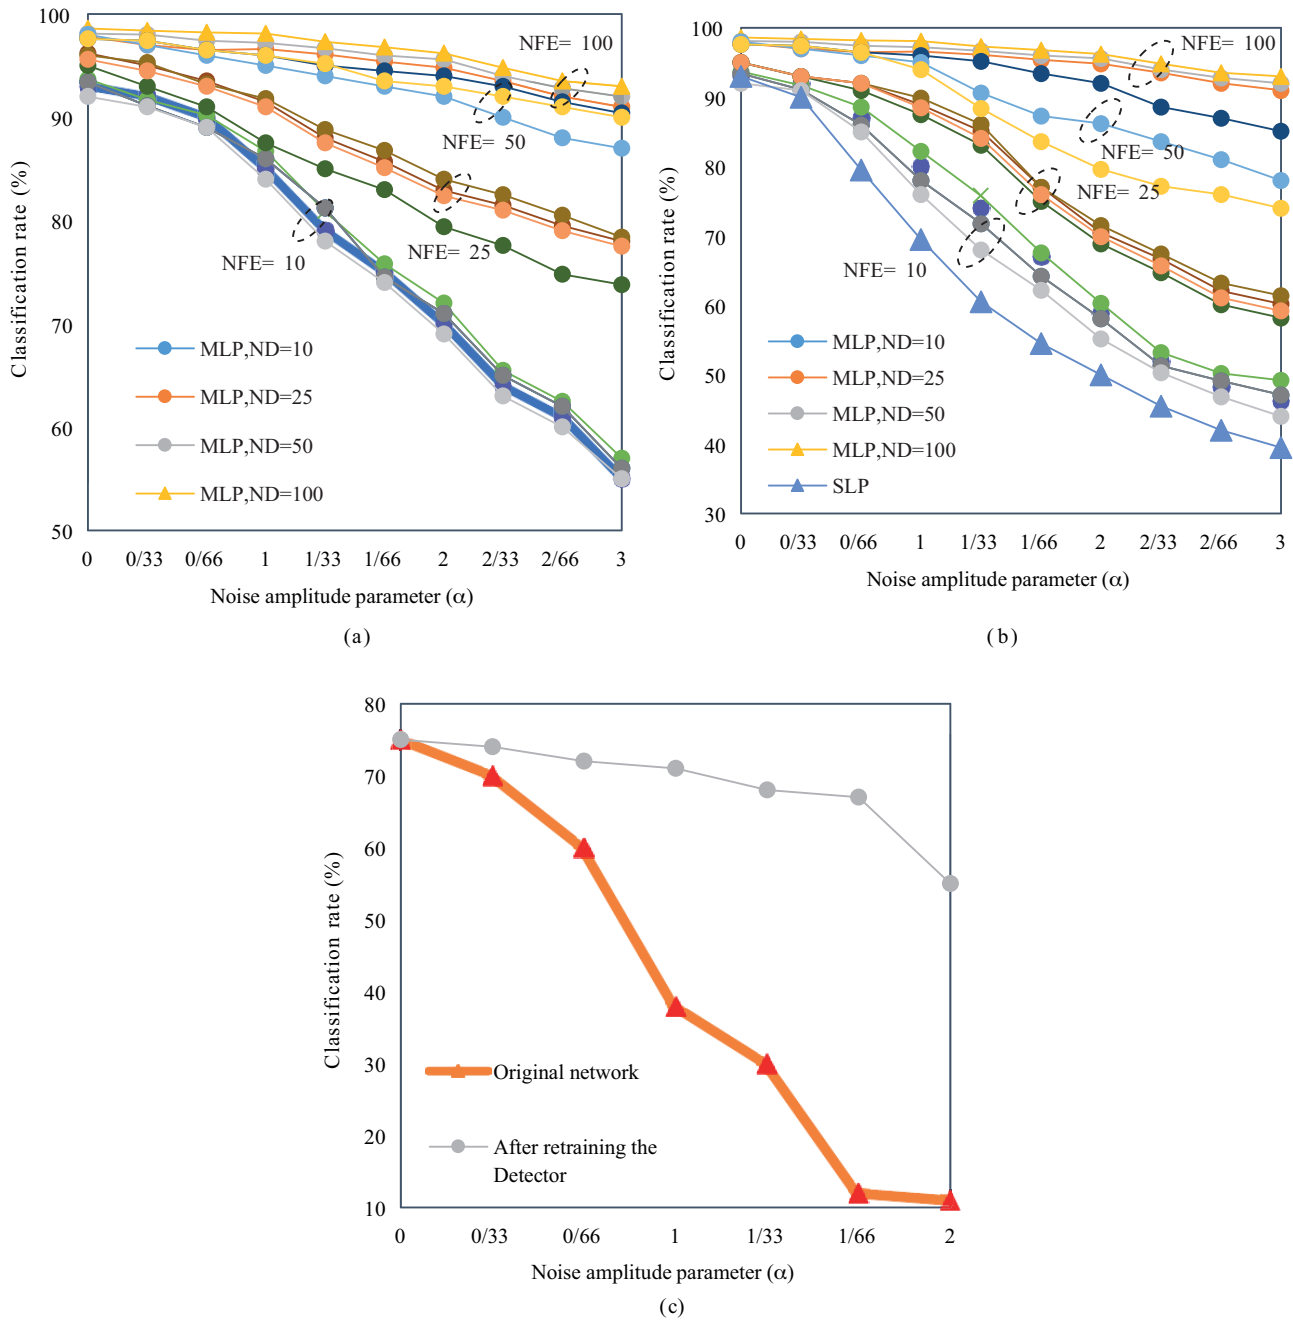 100
90
80
70
60
50
Classification rate (%)
NFE= 100
NFE= 50
NFE= 25
NFE= 10
MLP,ND=10
MLP,ND=25
MLP,ND=50
MLP,ND=100
0 0/33 0/66 1 1/33 1/66 2 2/33 2/66 3
Noise amplitude parameter (α)
(a)
100
90
80
70
60
50
40
30
Classification rate (%)
NFE= 100
NFE= 50
NFE= 25
NFE= 10
MLP,ND=10
MLP,ND=25
MLP,ND=50
MLP,ND=100
SLP
0 0/33 0/66 1 1/33 1/66 2 2/33 2/66 3
Noise amplitude parameter (α)
(b)
80
70
60
50
40
30
20
10
Classification rate (%)
Original network
After retraining the
Detector
0 0/33 0/66 1 1/33 1/66 2
Noise amplitude parameter (α)
(c)